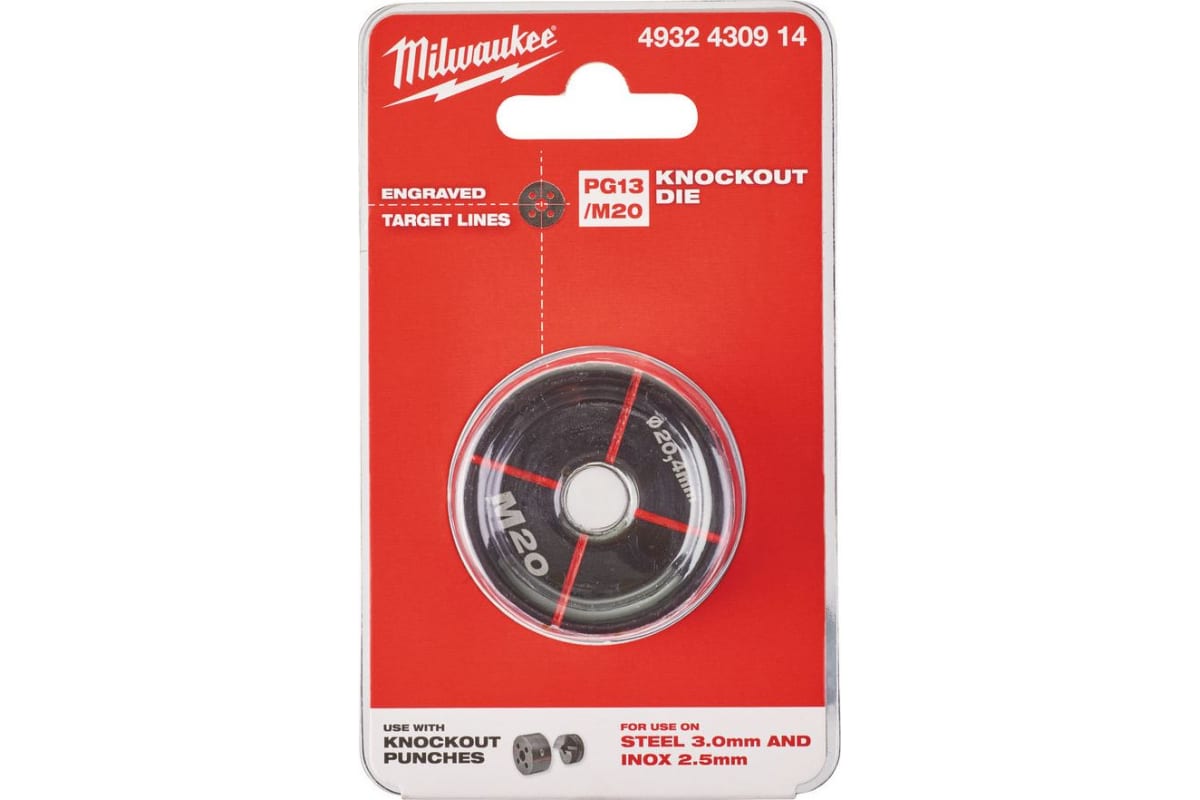 Milwaukee®
4932 4309 14
ENGRAVED
TARGET LINES
PG13
/M20
KNOCKOUT
DIE
Ø20,4mm
M20
USE WITH
KNOCKOUT
PUNCHES
FOR USE ON
STEEL 3.0mm AND
INOX 2.5mm